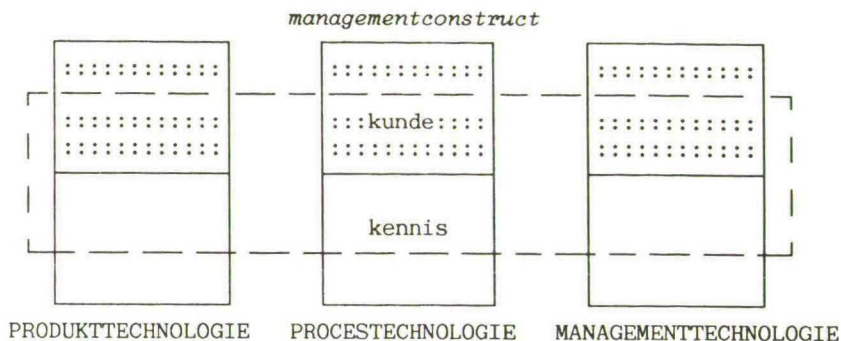 managementconstruct
:::::::::::: :::::::::::: ::::::::::::
:::::::::::: :::kunde:::: ::::::::::::
:::::::::::: :::::::::::: ::::::::::::
kennis
PRODUKTTECHNOLOGIE PROCESTECHNOLOGIE MANAGEMENTTECHNOLOGIE